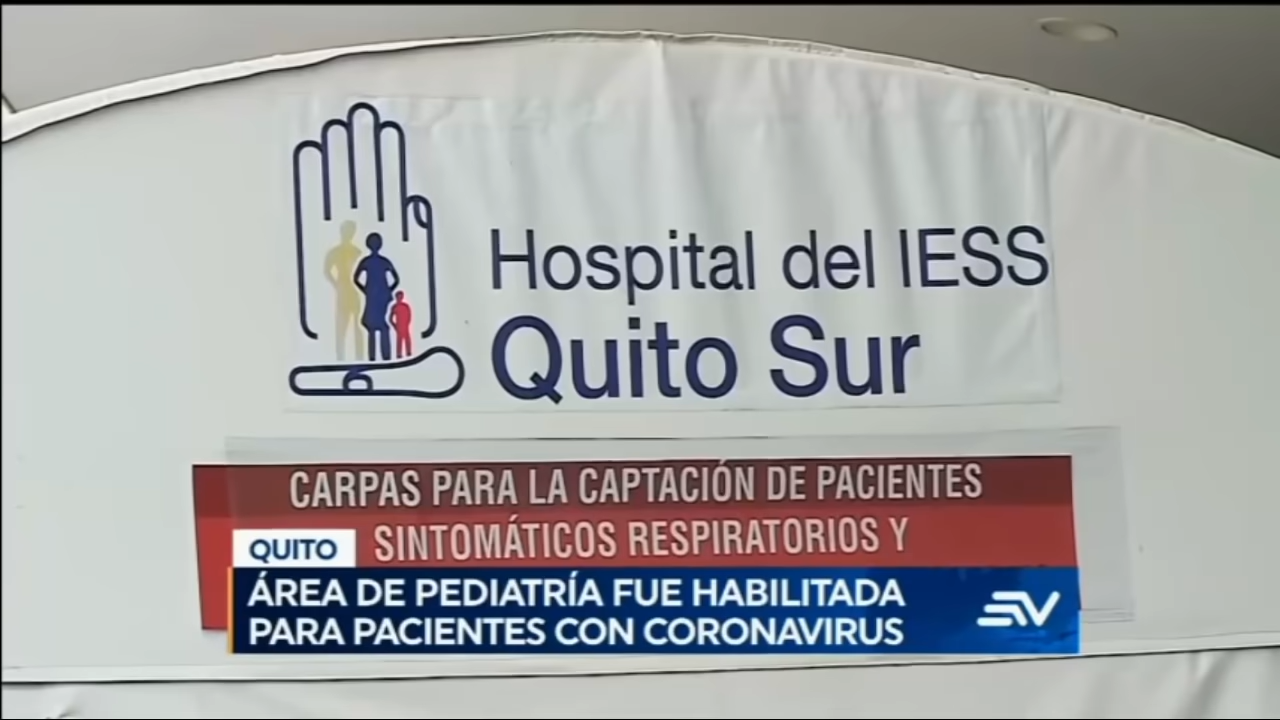 Hospital del IESS
Quito Sur
CARPAS PARA LA CAPTACIÓN DE PACIENTES
SINTOMÁTICOS RESPIRATORIOS Y
QUITO
ÁREA DE PEDIATRÍA FUE HABILITADA
PARA PACIENTES CON CORONAVIRUS